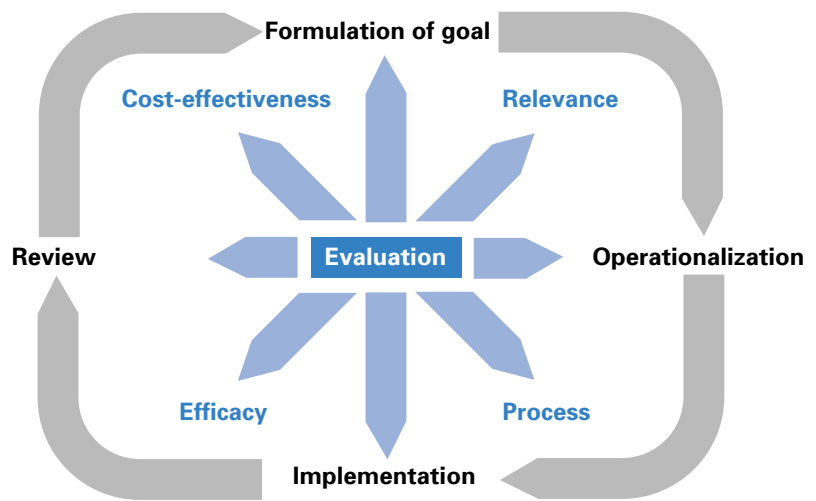 Formulation of goal
Cost-effectiveness
Relevance
Review
Evaluation
Operationalization
Efficacy
Process
Implementation